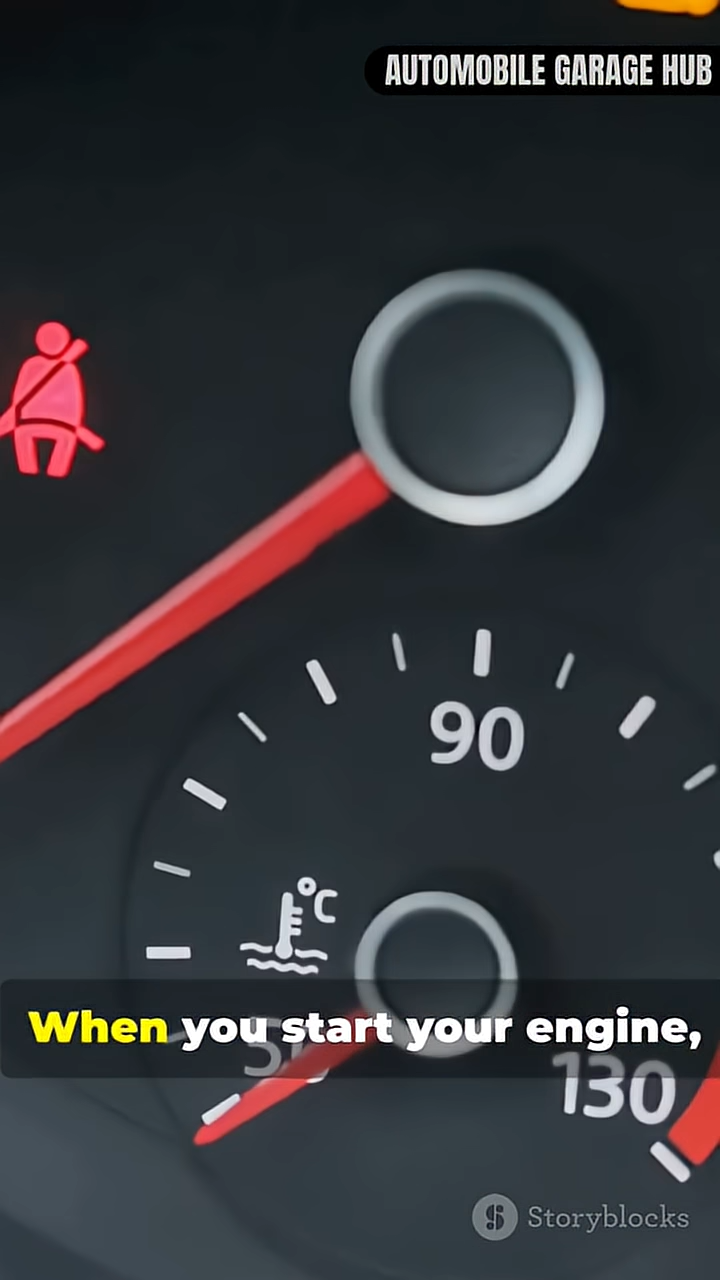 AUTOMOBILE GARAGE HUB
90
°C
When you start your engine,
130
Storyblocks